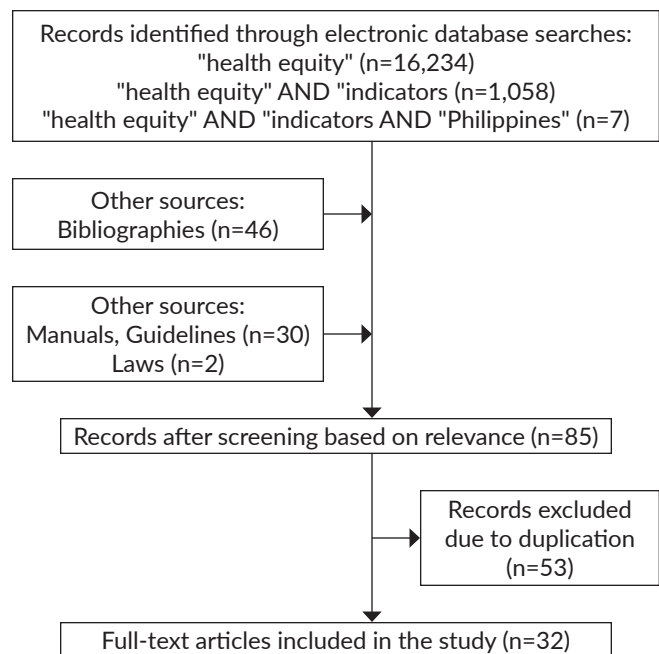 Records identified through electronic database searches:
"health equity" (n=16,234)
"health equity" AND "indicators (n=1,058)
"health equity" AND "indicators AND "Philippines" (n=7)
Other sources:
Bibliographies (n=46)
Other sources:
Manuals, Guidelines (n=30)
Laws (n=2)
Records after screening based on relevance (n=85)
Records excluded
due to duplication
(n=53)
Full-text articles included in the study (n=32)